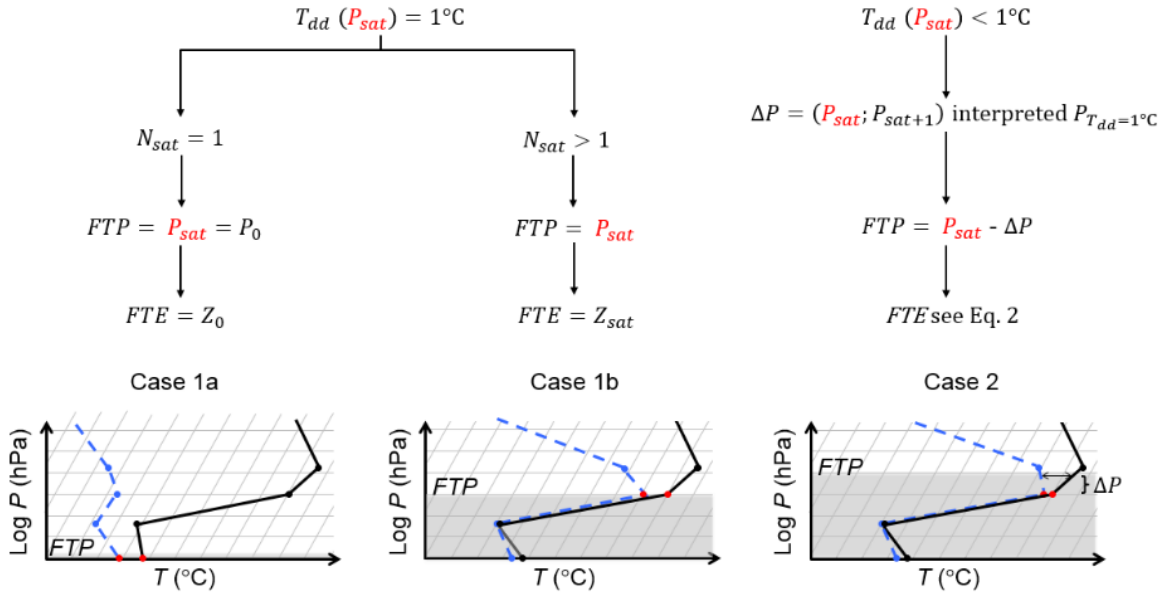 T_dd (P_sat) = 1°C
T_dd (P_sat) < 1°C
ΔP = (P_sat; P_sat+1) interpreted P_T_dd=1°C
N_sat = 1
N_sat > 1
FTP = P_sat = P_0
FTP = P_sat
FTP = P_sat - ΔP
FTE = Z_0
FTE = Z_sat
FTE see Eq. 2
Case 1a
Case 1b
Case 2
Log P (hPa)
FTP
T (°C)
Log P (hPa)
FTP
T (°C)
Log P (hPa)
FTP
} ΔP
T (°C)